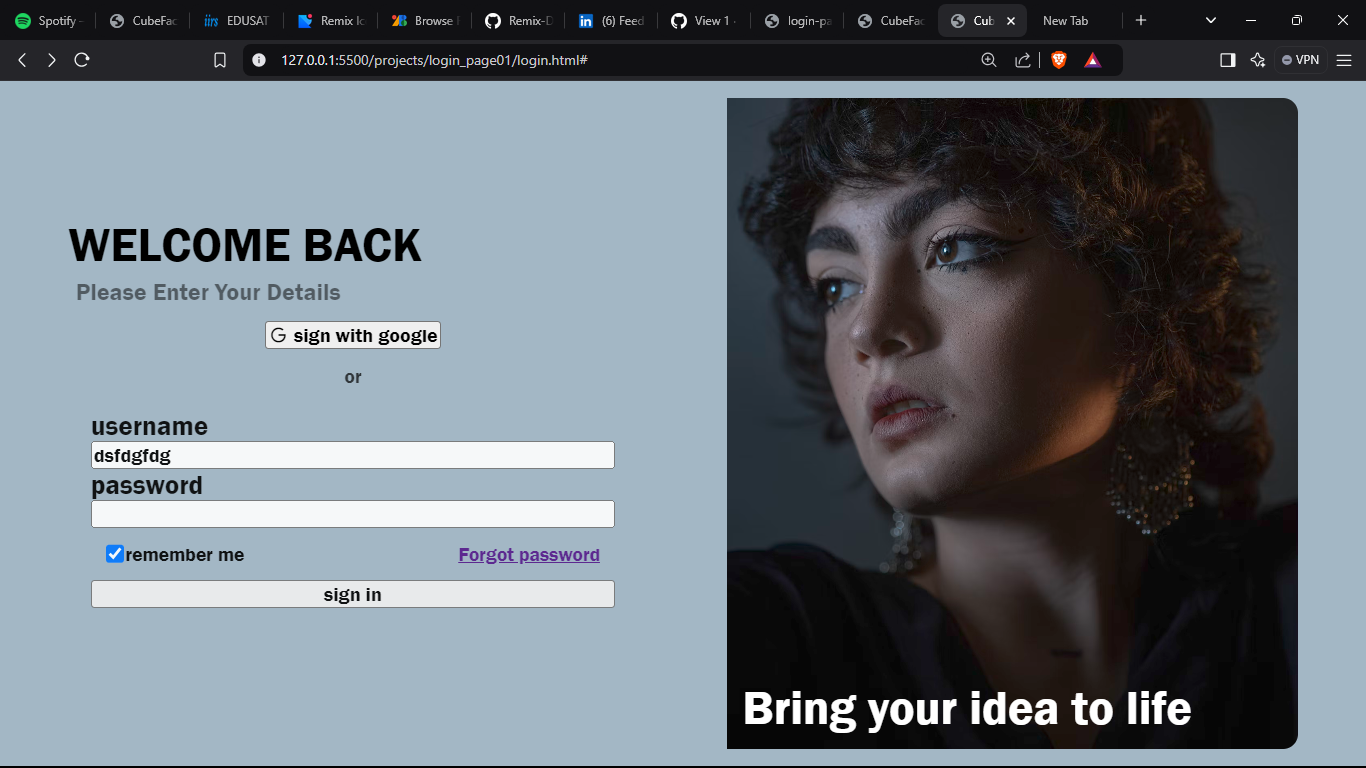 Spotify –
CubeFac
iirs EDUSAT
Remix Ic
Browse F
Remix-D
in (6) Feed
View 1 ·
login-pa
CubeFac
Cub
New Tab
127.0.0.1:5500/projects/login_page01/login.html#
VPN
WELCOME BACK
Please Enter Your Details
G sign with google
or
username
dsfdgfdg
password
remember me
Forgot password
sign in
Bring your idea to life